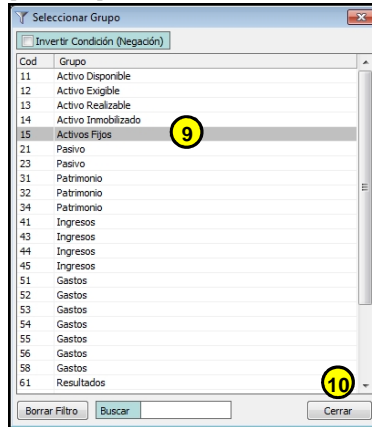 Seleccionar Grupo
Invertir Condición (Negación)
Cod Grupo
11 Activo Disponible
12 Activo Exigible
13 Activo Realizable
14 Activo Inmobilizado
15 Activos Fijos 9
21 Pasivo
23 Pasivo
31 Patrimonio
32 Patrimonio
34 Patrimonio
41 Ingresos
43 Ingresos
44 Ingresos
45 Ingresos
51 Gastos
52 Gastos
53 Gastos
54 Gastos
55 Gastos
56 Gastos
58 Gastos
61 Resultados
10
Borrar Filtro Buscar Cerrar